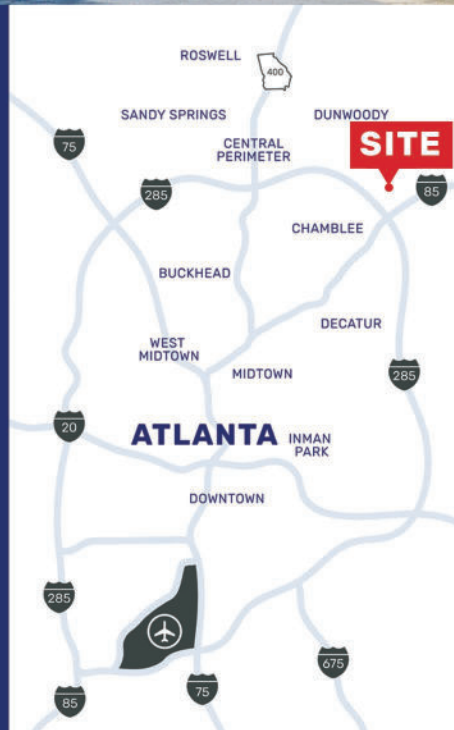 ROSWELL
400
SANDY SPRINGS
DUNWOODY
75
CENTRAL
PERIMETER
SITE
285
85
CHAMBLEE
BUCKHEAD
DECATUR
WEST
MIDTOWN
MIDTOWN
285
20
ATLANTA
INMAN
PARK
DOWNTOWN
285
675
85
75